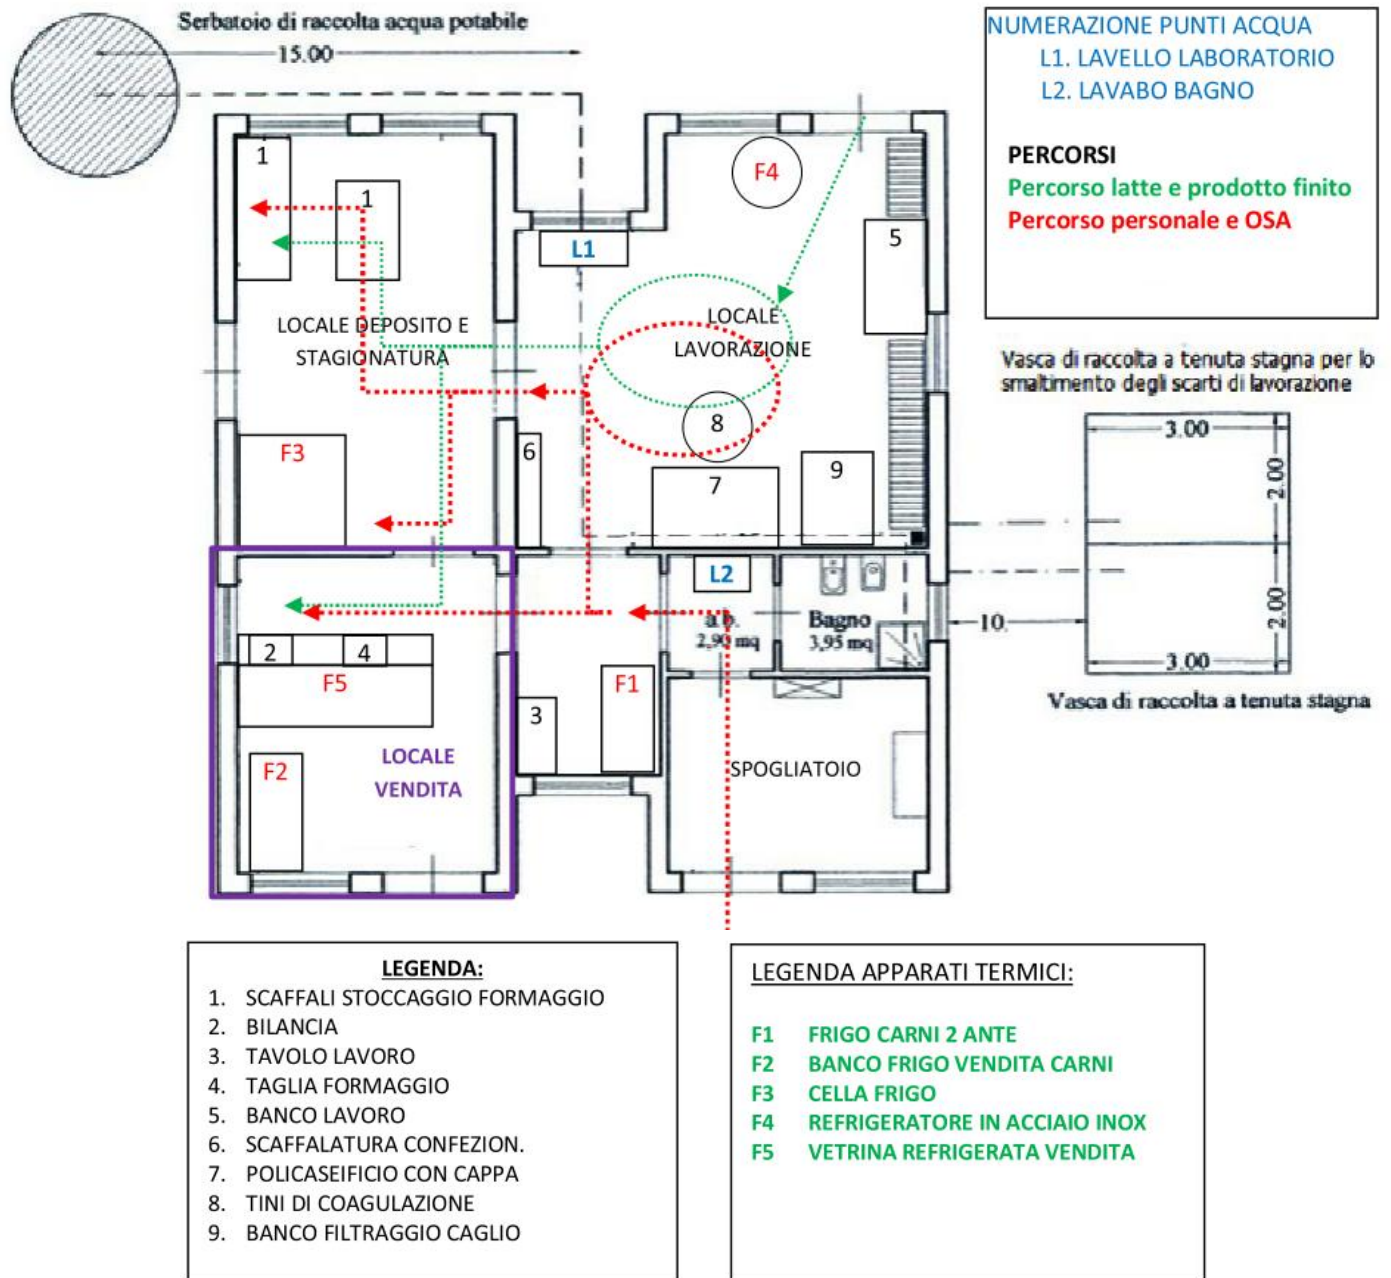 Serbatoio di raccolta acqua potabile
15.00
NUMERAZIONE PUNTI ACQUA
L1. LAVELLO LABORATORIO
L2. LAVABO BAGNO
PERCORSI
Percorso latte e prodotto finito
Percorso personale e OSA
1
1
F4
5
L1
LOCALE DEPOSITO E
STAGIONATURA
LOCALE
LAVORAZIONE
Vasca di raccolta a tenuta stagna per lo
smaltimento degli scarti di lavorazione
3.00
2.00
F3
6
8
7
9
L2
a.b.
2,90 mq
Bagno
3,95 mq
10.
2.00
3.00
Vasca di raccolta a tenuta stagna
2
4
F5
F1
3
F2
LOCALE
VENDITA
SPOGLIATOIO
LEGENDA:
1. SCAFFALI STOCCAGGIO FORMAGGIO
2. BILANCIA
3. TAVOLO LAVORO
4. TAGLIA FORMAGGIO
5. BANCO LAVORO
6. SCAFFALATURA CONFEZION.
7. POLICASEIFICIO CON CAPPA
8. TINI DI COAGULAZIONE
9. BANCO FILTRAGGIO CAGLIO
LEGENDA APPARATI TERMICI:
F1 FRIGO CARNI 2 ANTE
F2 BANCO FRIGO VENDITA CARNI
F3 CELLA FRIGO
F4 REFRIGERATORE IN ACCIAIO INOX
F5 VETRINA REFRIGERATA VENDITA